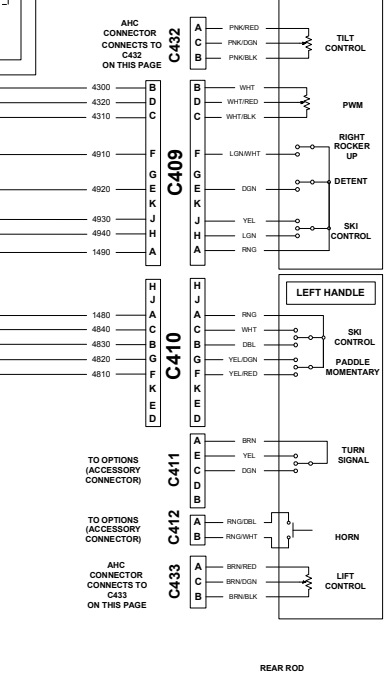 AHC
CONNECTOR
CONNECTS TO
C432
ON THIS PAGE
C432
A PNK/RED
C PNK/DGN
B PNK/BLK
TILT
CONTROL
4300 B B WHT
4320 D D WHT/RED
4310 C C WHT/BLK
PWM
C409
RIGHT
ROCKER
UP
4910 F F LGN/WHT
G G
4920 E E DGN
DETENT
K K
4930 J J YEL
4940 H H LGN
1490 A A RNG
SKI
CONTROL
LEFT HANDLE
C410
H H
J J
1480 A A RNG
4840 C C WHT
4830 B B DBL
4820 G G YEL/DGN
4810 F F YEL/RED
K K
E E
D D
SKI
CONTROL
PADDLE
MOMENTARY
TO OPTIONS
(ACCESSORY
CONNECTOR)
C411
A BRN
E YEL
C DGN
D
B
TURN
SIGNAL
TO OPTIONS
(ACCESSORY
CONNECTOR)
C412
A RNG/DBL
B RNG/WHT
HORN
AHC
CONNECTOR
CONNECTS TO
C433
ON THIS PAGE
C433
A BRN/RED
C BRN/DGN
B BRN/BLK
LIFT
CONTROL
REAR ROD